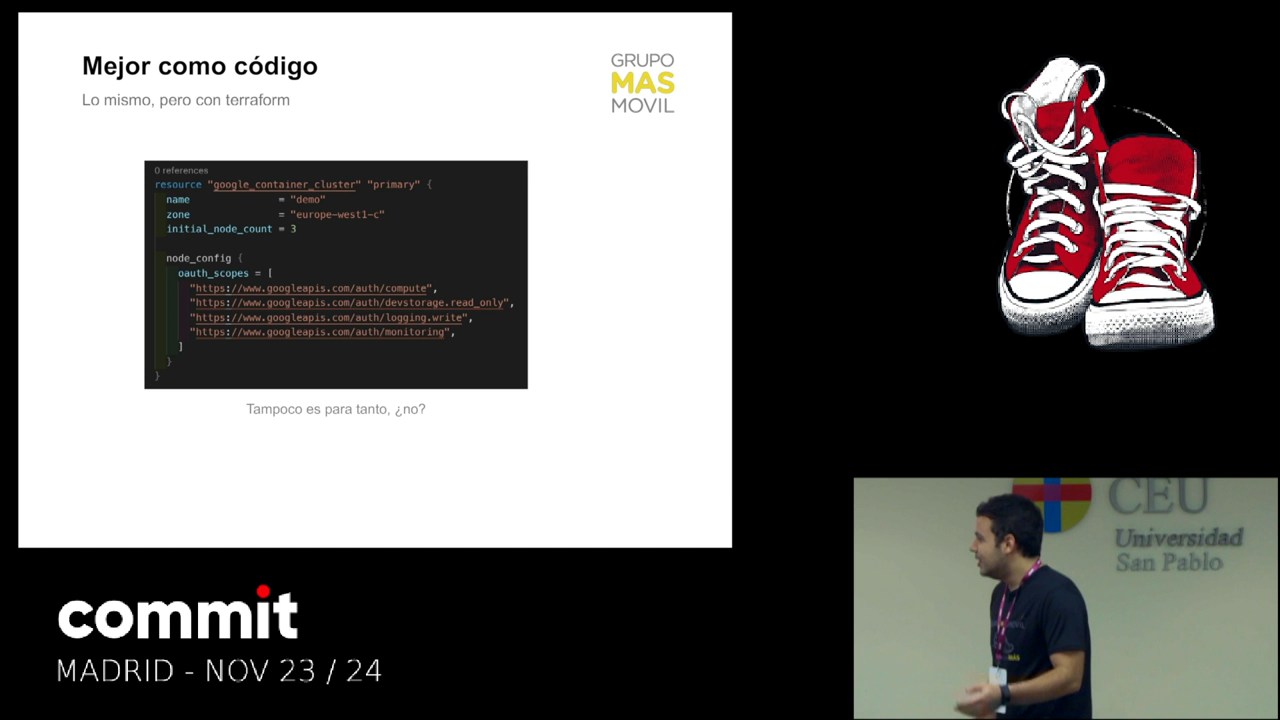 Mejor como código
Lo mismo, pero con terraform
GRUPO
MAS
MOVIL
0 references
resource "google_container_cluster" "primary" {
name = "demo"
zone = "europe-west1-c"
initial_node_count = 3
node_config {
oauth_scopes = [
"https://www.googleapis.com/auth/compute",
"https://www.googleapis.com/auth/devstorage.read_only",
"https://www.googleapis.com/auth/logging.write",
"https://www.googleapis.com/auth/monitoring",
]
}
}
Tampoco es para tanto, ¿no?
commit
MADRID - NOV 23 / 24
CEU
Universidad
San Pablo